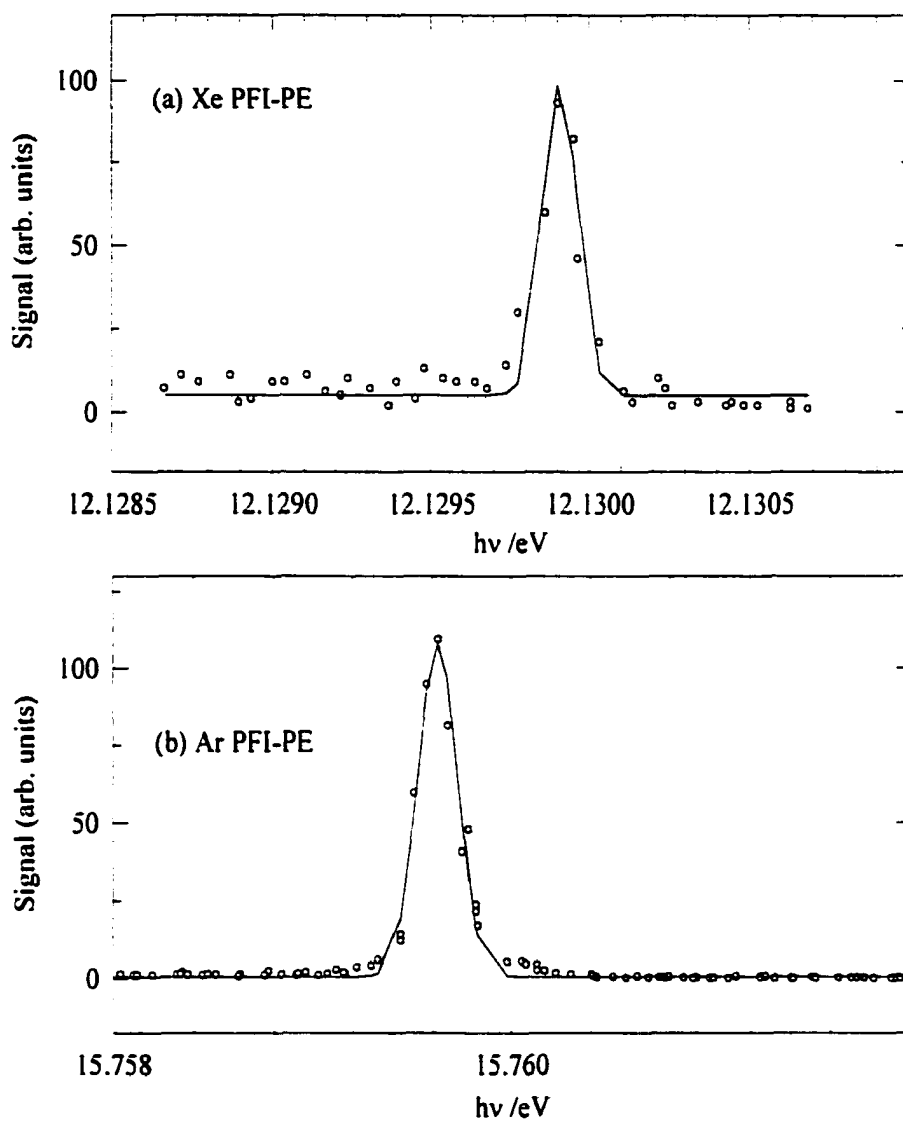 100
(a) Xe PFI-PE
50
0
Signal (arb. units)
12.1285 12.1290 12.1295 12.1300 12.1305
hν /eV
100
(b) Ar PFI-PE
50
0
Signal (arb. units)
15.758 15.760
hν /eV